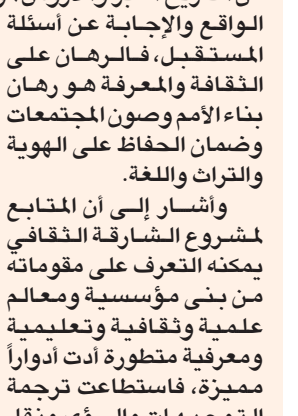 الواقع والإجابة عن أسئلة
المستقبل، فالرهان على
الثقافة والمعرفة هو رهان
بناء الأمم وصون المجتمعات
وضمان الحفاظ على الهوية
والتراث واللغة.
وأشار إلى أن المتابع
لمشروع الشارقة الثقافي
يمكنه التعرف على مقوماته
من بنى مؤسسية ومعالم
علمية وثقافية وتعليمية
ومعرفية متطورة أدت أدواراً
مميزة، فاستطاعت ترجمة